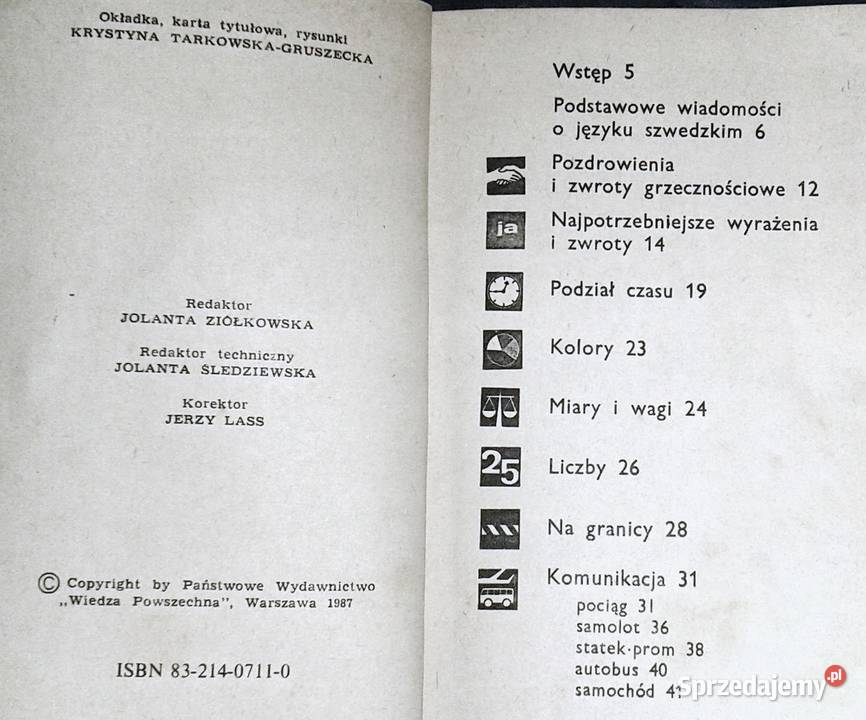 Okładka, karta tytułowa, rysunki
KRYSTYNA TARKOWSKA-GRUSZECKA
Redaktor
JOLANTA ZIÓŁKOWSKA
Redaktor techniczny
JOLANTA ŚLEDZIEWSKA
Korektor
JERZY LASS
© Copyright by Państwowe Wydawnictwo
„Wiedza Powszechna”, Warszawa 1987
ISBN 83-214-0711-0
Wstęp 5
Podstawowe wiadomości
o języku szwedzkim 6
Pozdrowienia
i zwroty grzecznościowe 12
ja
Najpotrzebniejsze wyrażenia
i zwroty 14
Podział czasu 19
Kolory 23
Miary i wagi 24
25
Liczby 26
Na granicy 28
Komunikacja 31
pociąg 31
samolot 36
statek-prom 38
autobus 40
samochód 41
Sprzedajemy.pl